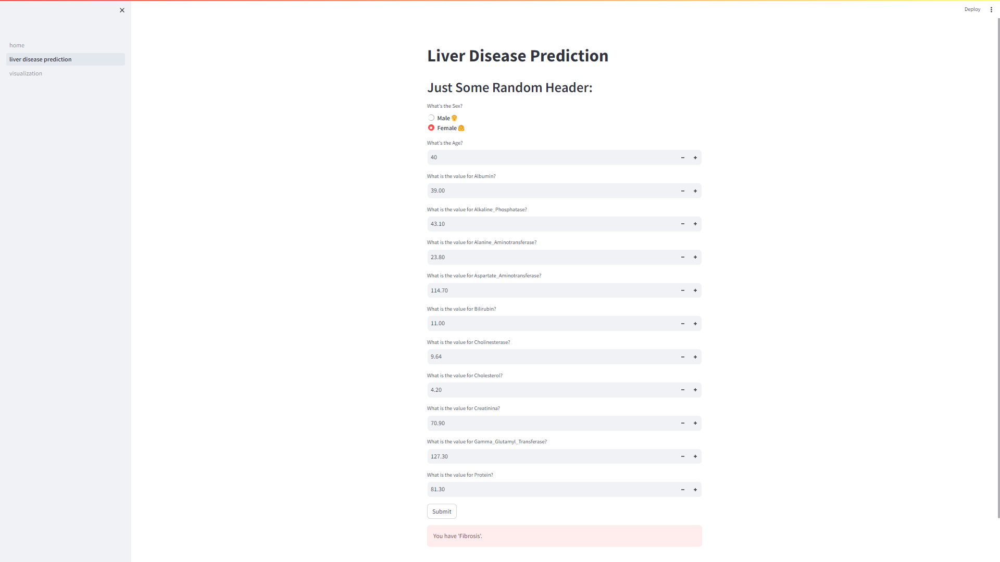 Deploy
home
liver disease prediction
visualization
Liver Disease Prediction
Just Some Random Header:
What's the Sex?
Male
Female
What's the Age?
40
What is the value for Albumin?
39.00
What is the value for Alkaline_Phosphatase?
43.10
What is the value for Alanine_Aminotransferase?
23.80
What is the value for Aspartate_Aminotransferase?
114.70
What is the value for Bilirubin?
11.00
What is the value for Cholinesterase?
9.64
What is the value for Cholesterol?
4.20
What is the value for Creatinina?
70.90
What is the value for Gamma_Glutamyl_Transferase?
127.30
What is the value for Protein?
81.30
Submit
You have 'Fibrosis'.